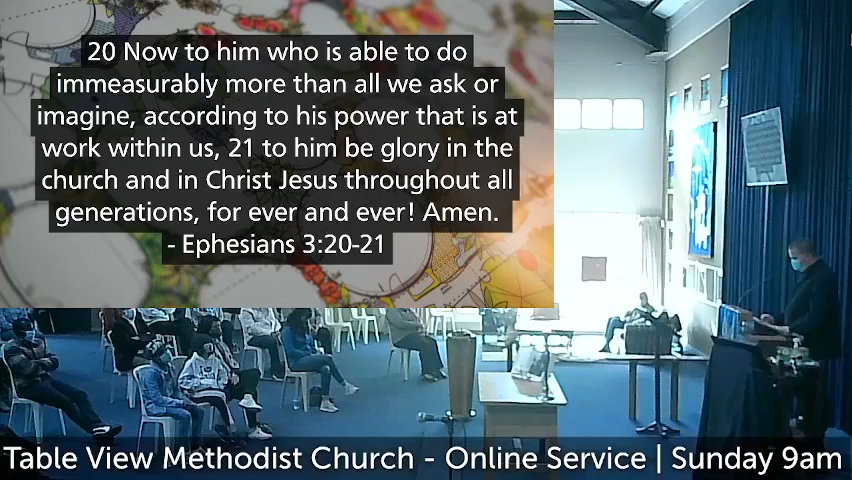 20 Now to him who is able to do
immeasurably more than all we ask or
imagine, according to his power that is at
work within us, 21 to him be glory in the
church and in Christ Jesus throughout all
generations, for ever and ever! Amen.
- Ephesians 3:20-21
Table View Methodist Church - Online Service | Sunday 9am